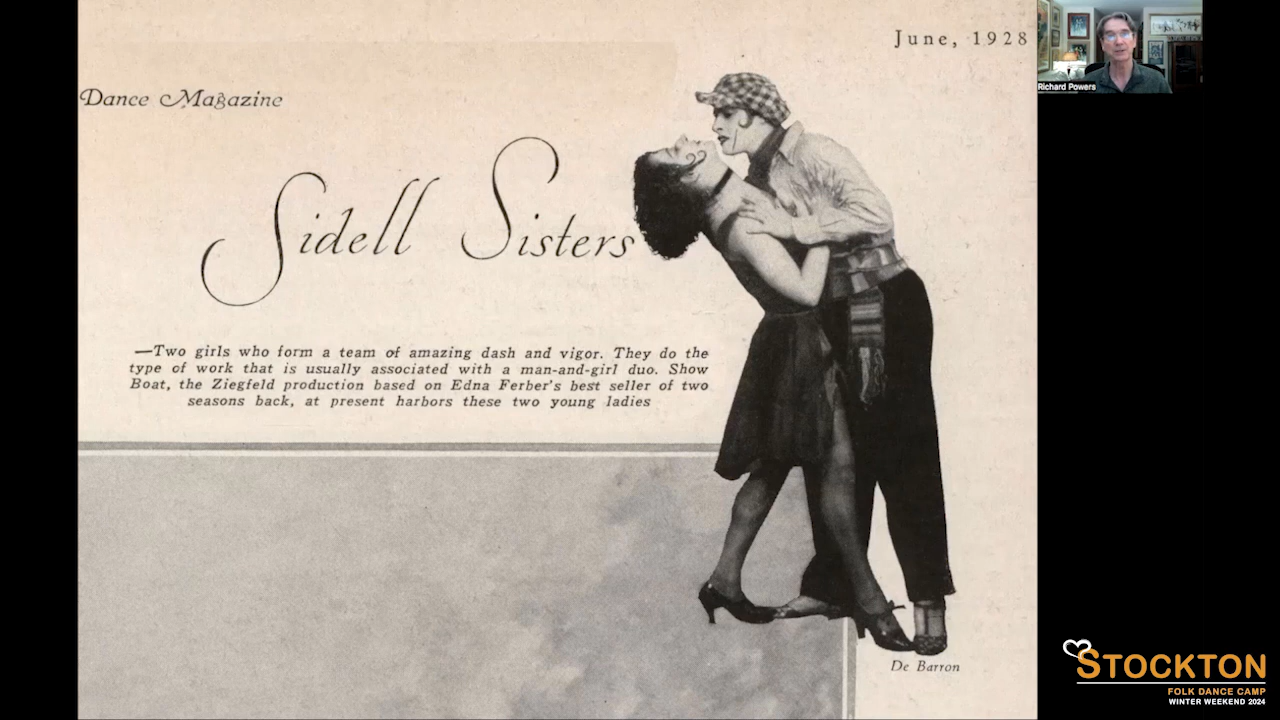 June, 1928
Dance Magazine
Sidell Sisters
—Two girls who form a team of amazing dash and vigor. They do the
type of work that is usually associated with a man-and-girl duo. Show
Boat, the Ziegfeld production based on Edna Ferber's best seller of two
seasons back, at present harbors these two young ladies
De Barron
Richard Powers
STOCKTON
FOLK DANCE CAMP
WINTER WEEKEND 2024